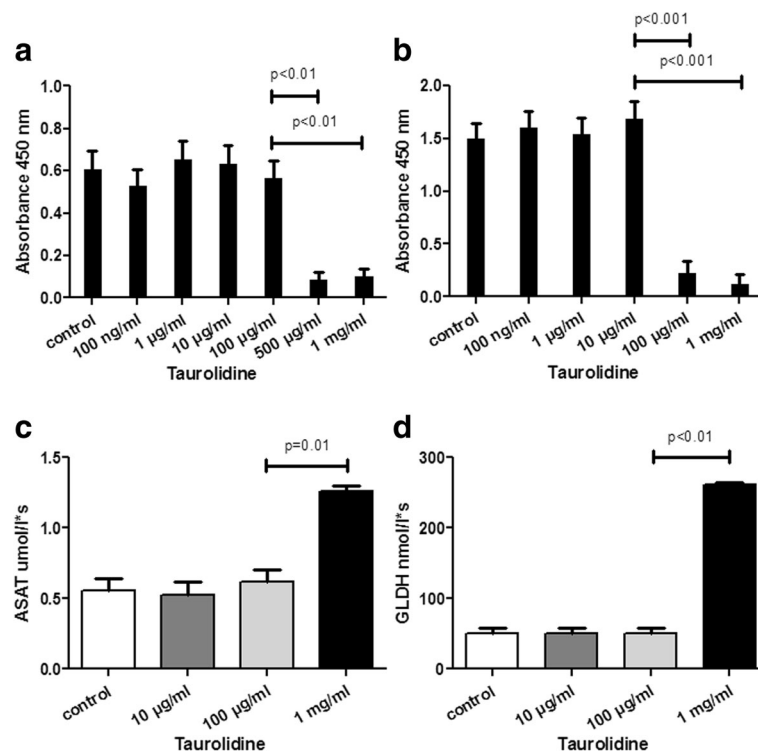 a
p<0.01
p<0.01
Absorbance 450 nm
1.0
0.8
0.6
0.4
0.2
0.0
control
100 ng/ml
1 µg/ml
10 µg/ml
100 µg/ml
500 µg/ml
1 mg/ml
Taurolidine
b
p<0.001
p<0.001
Absorbance 450 nm
2.0
1.5
1.0
0.5
0.0
control
100 ng/ml
1 µg/ml
10 µg/ml
100 µg/ml
1 mg/ml
Taurolidine
c
p=0.01
ASAT umol/l*s
1.5
1.0
0.5
0.0
control
10 µg/ml
100 µg/ml
1 mg/ml
Taurolidine
d
p<0.01
GLDH nmol/l*s
300
200
100
50
0
control
10 µg/ml
100 µg/ml
1 mg/ml
Taurolidine